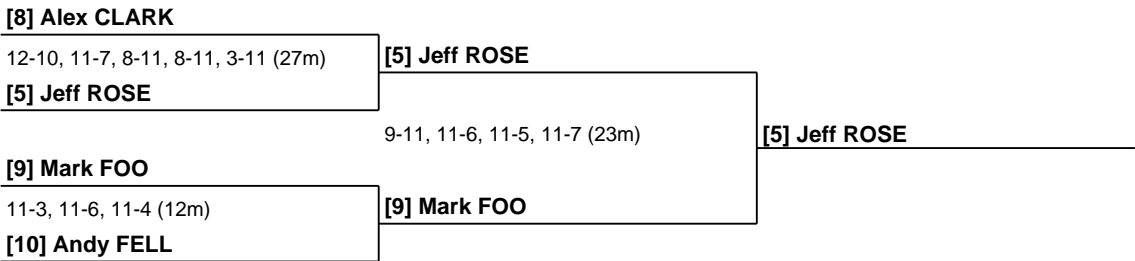 [8] Alex CLARK
12-10, 11-7, 8-11, 8-11, 3-11 (27m)
[5] Jeff ROSE
[5] Jeff ROSE
9-11, 11-6, 11-5, 11-7 (23m)
[5] Jeff ROSE
[9] Mark FOO
11-3, 11-6, 11-4 (12m)
[9] Mark FOO
[10] Andy FELL